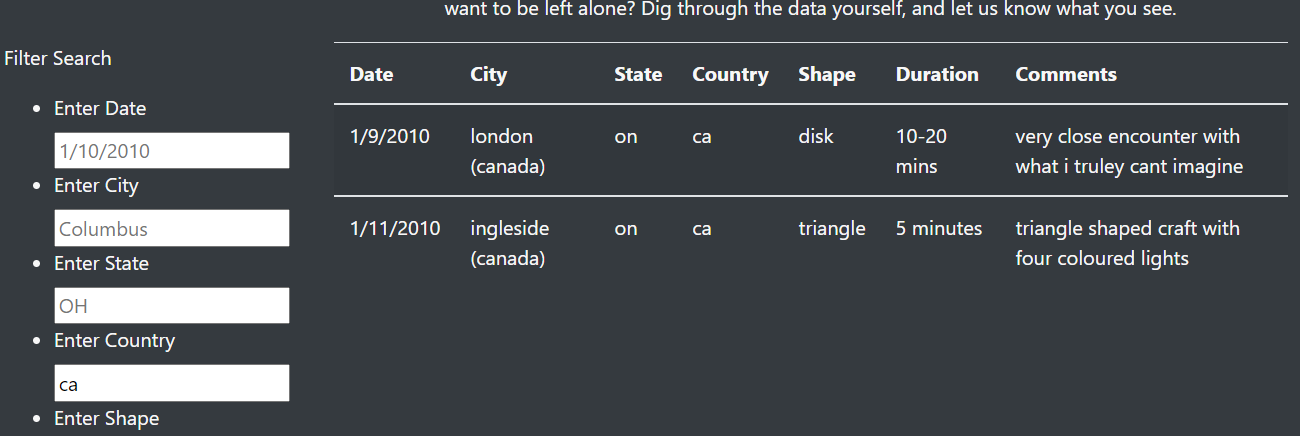 want to be left alone? Dig through the data yourself, and let us know what you see.
Filter Search
Enter Date
1/10/2010
Enter City
Columbus
Enter State
OH
Enter Country
ca
Enter Shape
Date City State Country Shape Duration Comments
1/9/2010 london on ca disk 10-20 very close encounter with
(canada) mins what i truley cant imagine
1/11/2010 ingleside on ca triangle 5 minutes triangle shaped craft with
(canada) four coloured lights